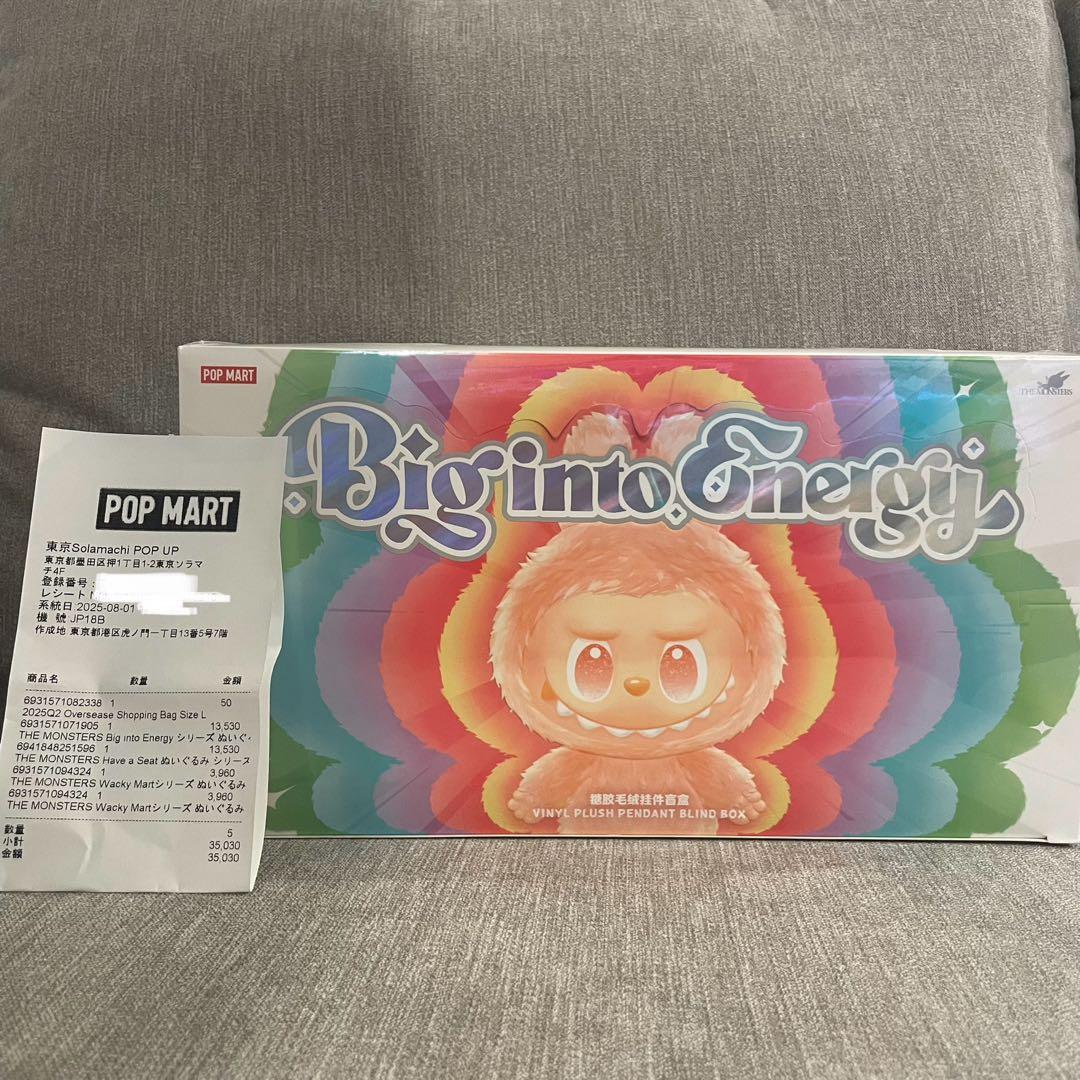 POP MART
THE MONSTERS
Big into Energy
糖胶毛绒挂件盲盒
VINYL PLUSH PENDANT BLIND BOX
POP MART
東京Solamachi POP UP
東京都墨田区押1丁目1-2東京ソラマ
チ4F
登録番号:
レシート
系統日:2025-08-01
機 號:JP18B
作成地 東京都港区虎ノ門一丁目13番5号7階
商品名 数量 金額
6931571082338 1 50
2025Q2 Oversease Shopping Bag Size L
6931571071905 1 13,530
THE MONSTERS Big into Energy シリーズ ぬいぐ
6941848251596 1 13,530
THE MONSTERS Have a Seat ぬいぐるみ シリーズ
6931571094324 1 3,960
THE MONSTERS Wacky Martシリーズ ぬいぐるみ
6931571094324 1 3,960
THE MONSTERS Wacky Martシリーズ ぬいぐるみ
数量 5
小計 35,030
金額 35,030